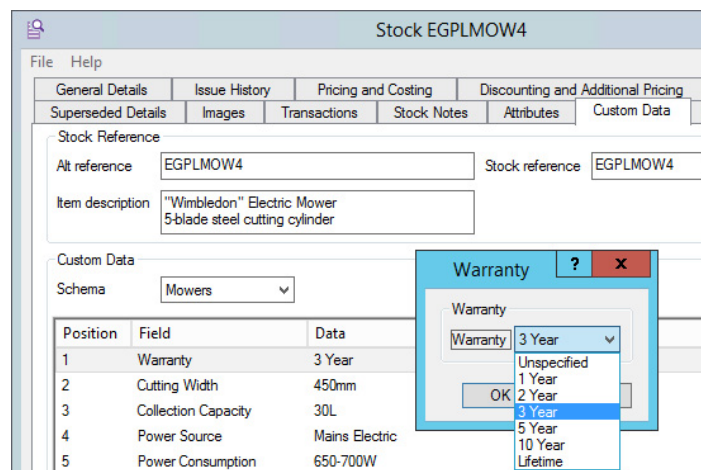 Stock EGPLMOW4
File Help
General Details Issue History Pricing and Costing Discounting and Additional Pricing
Superseded Details Images Transactions Stock Notes Attributes Custom Data
Stock Reference
Alt reference EGPLMOW4 Stock reference EGPLMOW4
Item description "Wimbledon" Electric Mower
5-blade steel cutting cylinder
Custom Data
Schema Mowers
Position Field Data
1 Warranty 3 Year
2 Cutting Width 450mm
3 Collection Capacity 30L
4 Power Source Mains Electric
5 Power Consumption 650-700W
Warranty ? x
Warranty
Warranty 3 Year
Unspecified
1 Year
OK 2 Year
3 Year
5 Year
10 Year
Lifetime